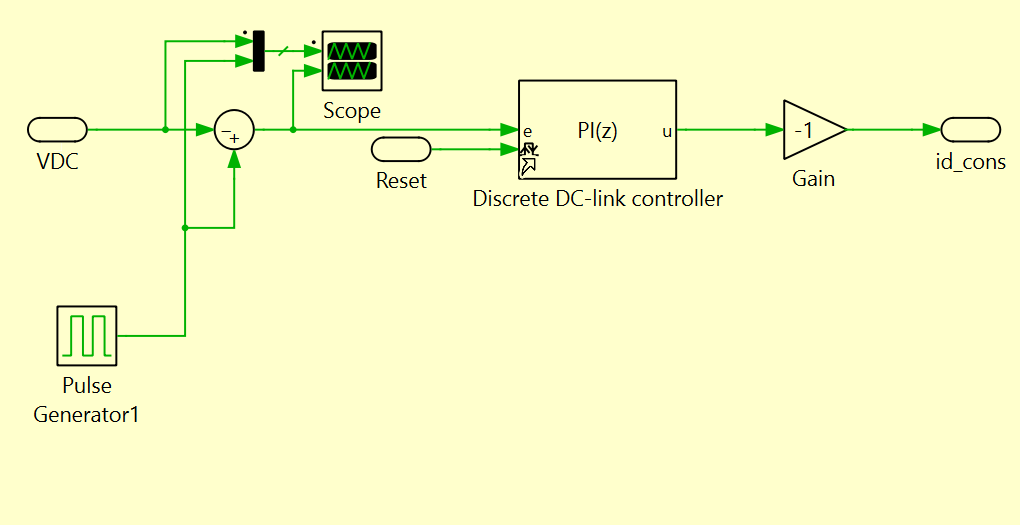 Scope
VDC
−
+
Reset
e
PI(z)
u
Discrete DC-link controller
-1
Gain
id_cons
Pulse
Generator1